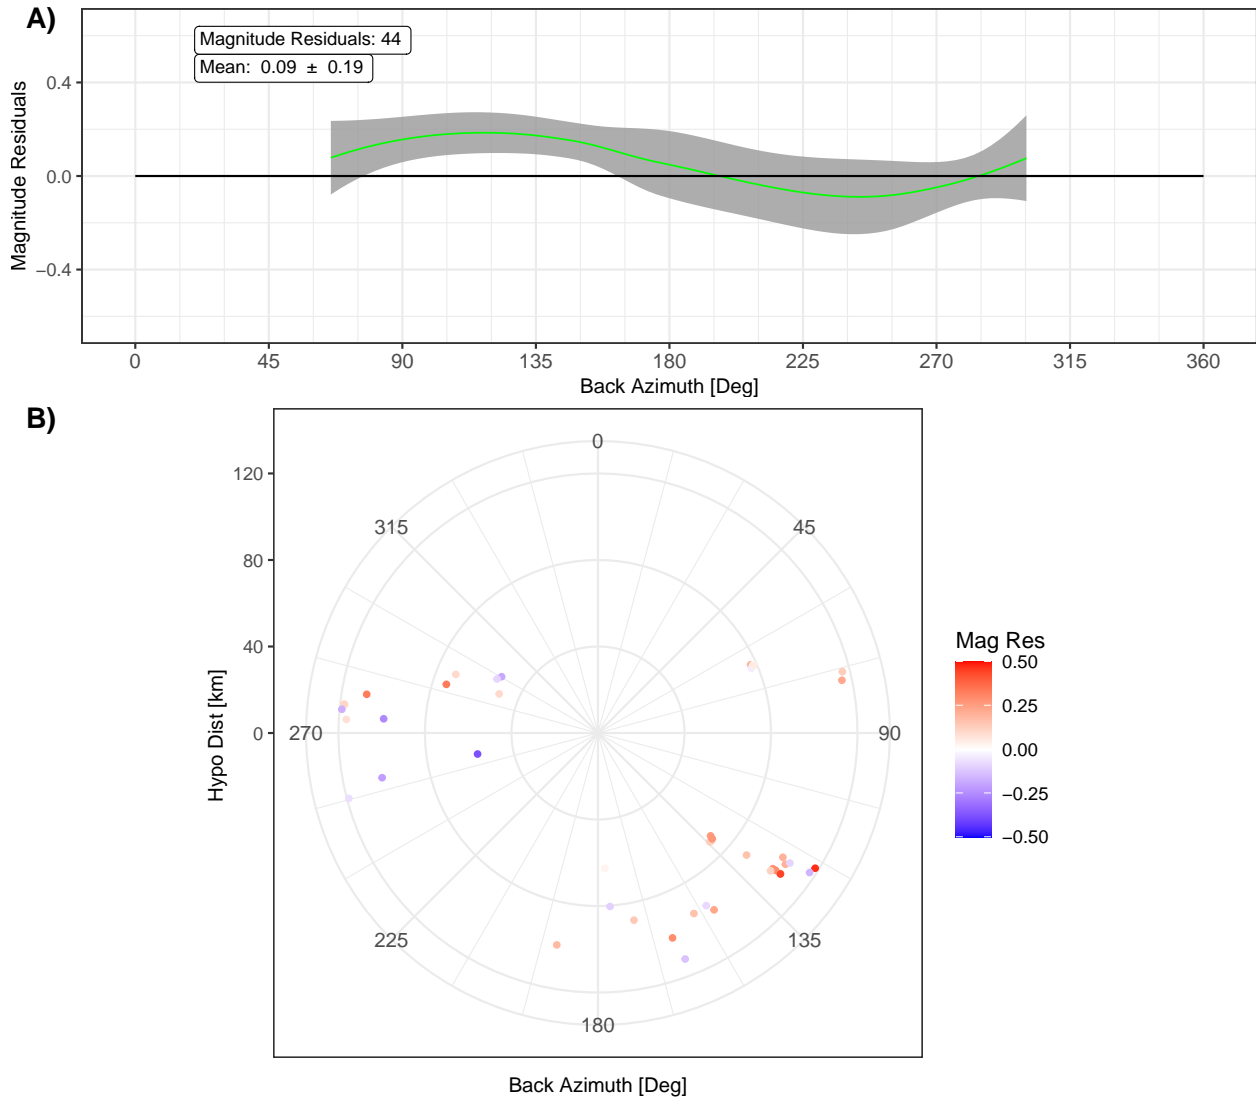 A)
Magnitude Residuals: 44
Mean:  0.09  ±  0.19
Magnitude Residuals
0.4
0.0
−0.4
0 45 90 135 180 225 270 315 360
Back Azimuth [Deg]
B)
Hypo Dist [km]
120
80
40
0
0
45
90
135
180
225
270
315
Back Azimuth [Deg]
Mag Res
0.50
0.25
0.00
−0.25
−0.50